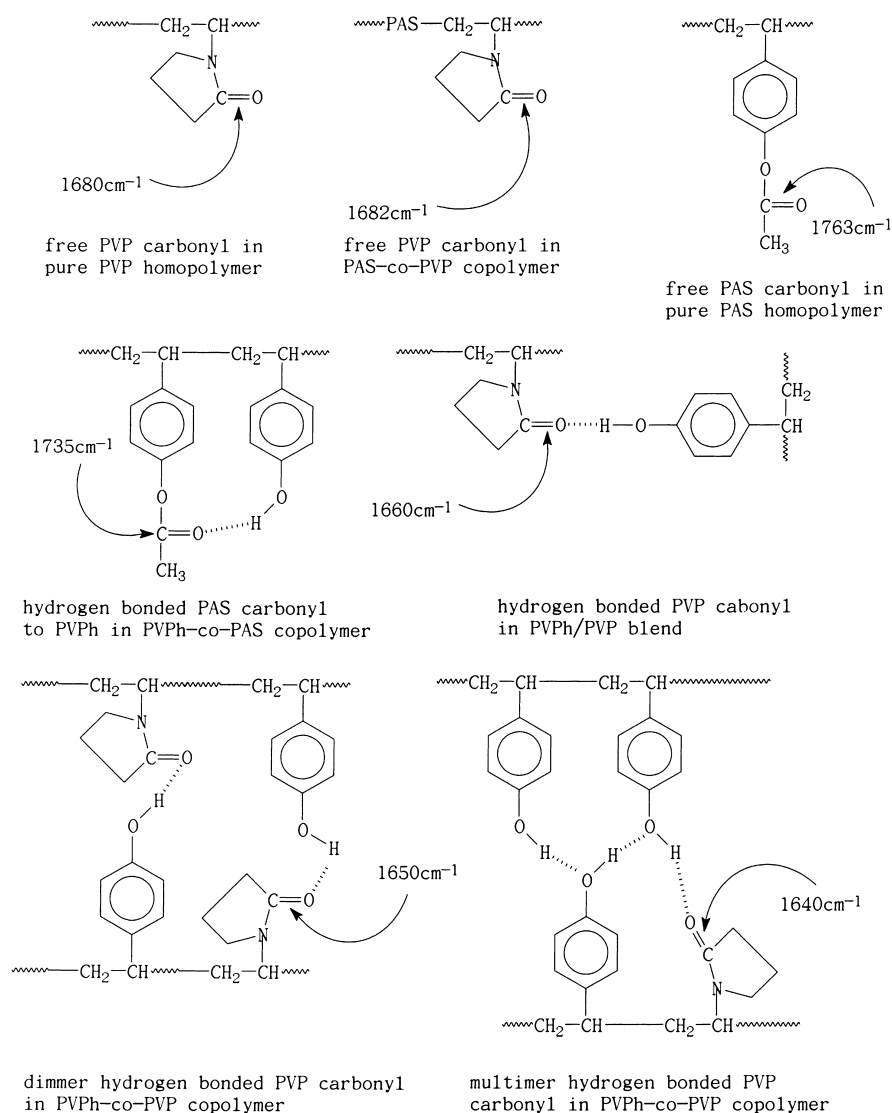 CH2—CH
N
C=O
1680cm−1
free PVP carbonyl in
pure PVP homopolymer
PAS—CH2—CH
N
C=O
1682cm−1
free PVP carbonyl in
PAS-co-PVP copolymer
CH2—CH
O
C=O
CH3
1763cm−1
free PAS carbonyl in
pure PAS homopolymer
CH2—CH CH2—CH
1735cm−1
O O
H
C=O
CH3
hydrogen bonded PAS carbonyl
to PVPh in PVPh-co-PAS copolymer
CH2—CH
N
C=O H—O
CH2
CH
1660cm−1
hydrogen bonded PVP cabonyl
in PVPh/PVP blend
CH2—CH CH2—CH
N
C=O
H
O O
H
C=O
N
1650cm−1
CH2—CH CH2—CH
dimmer hydrogen bonded PVP carbonyl
in PVPh-co-PVP copolymer
CH2—CH CH2—CH
O O
H H H
O
O
C
N
1640cm−1
CH2—CH CH2—CH
multimer hydrogen bonded PVP
carbonyl in PVPh-co-PVP copolymer